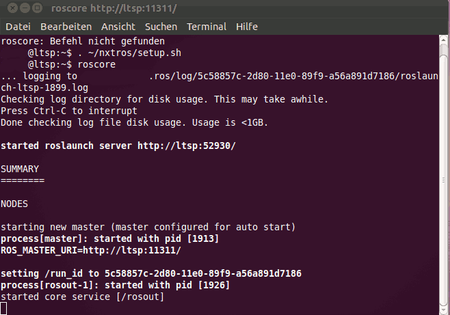 roscore http://ltsp:11311/
Datei Bearbeiten Ansicht Suchen Terminal Hilfe
roscore: Befehl nicht gefunden
@ltsp:~$ . ~/nxtros/setup.sh
@ltsp:~$ roscore
... logging to .ros/log/5c58857c-2d80-11e0-89f9-a56a891d7186/roslaun
ch-ltsp-1899.log
Checking log directory for disk usage. This may take awhile.
Press Ctrl-C to interrupt
Done checking log file disk usage. Usage is <1GB.
started roslaunch server http://ltsp:52930/
SUMMARY
========
NODES
starting new master (master configured for auto start)
process[master]: started with pid [1913]
ROS_MASTER_URI=http://ltsp:11311/
setting /run_id to 5c58857c-2d80-11e0-89f9-a56a891d7186
process[rosout-1]: started with pid [1926]
started core service [/rosout]